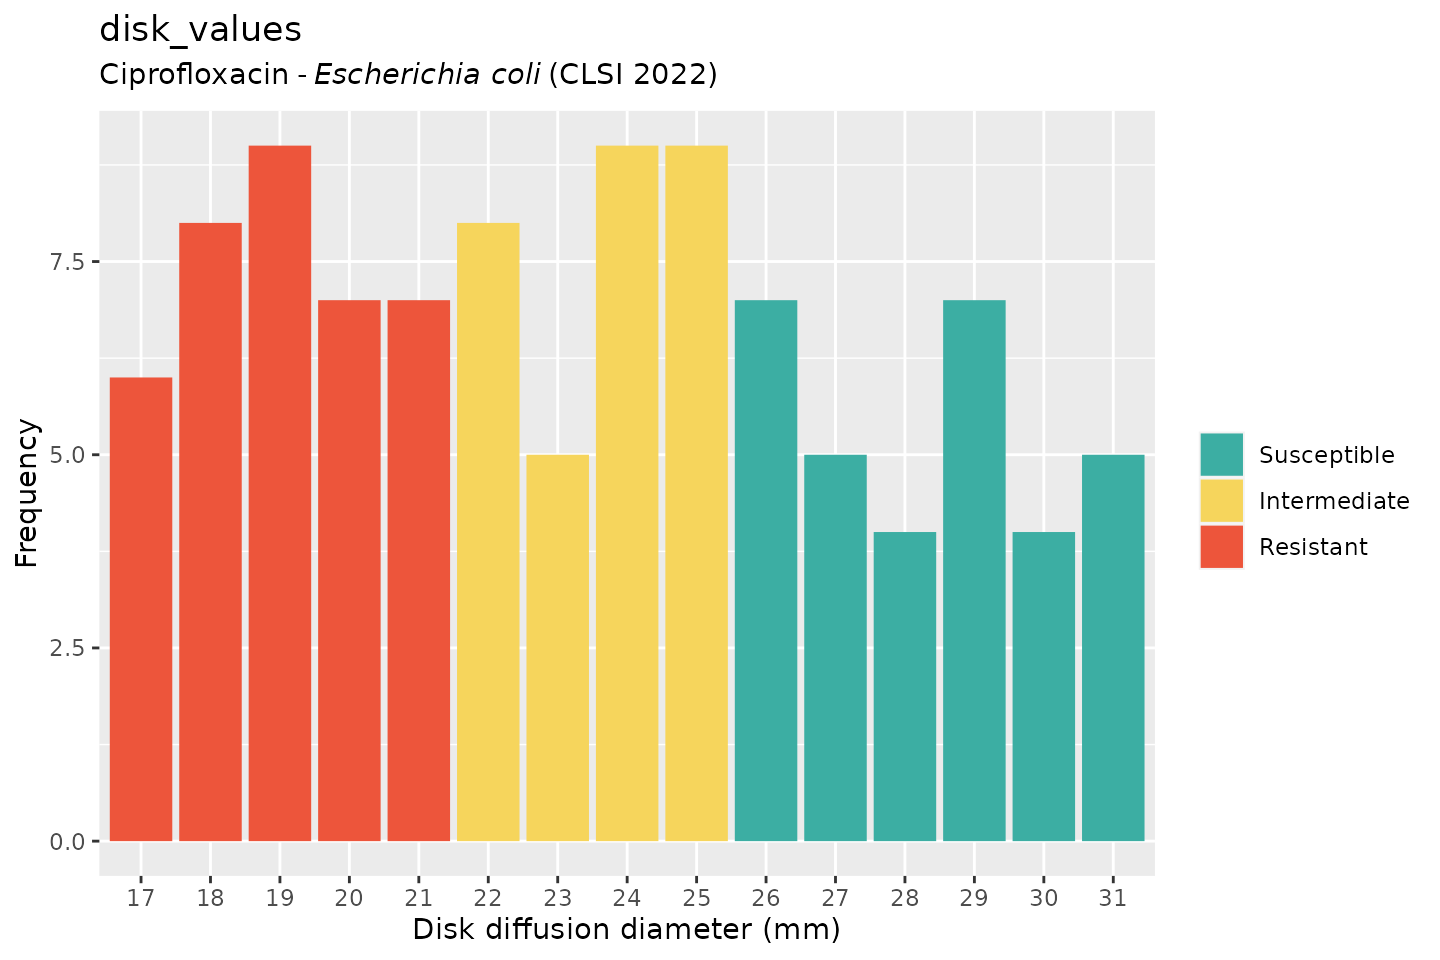 disk_values
Ciprofloxacin - Escherichia coli (CLSI 2022)
Frequency
7.5
5.0
2.5
0.0
17 18 19 20 21 22 23 24 25 26 27 28 29 30 31
Disk diffusion diameter (mm)
Susceptible
Intermediate
Resistant